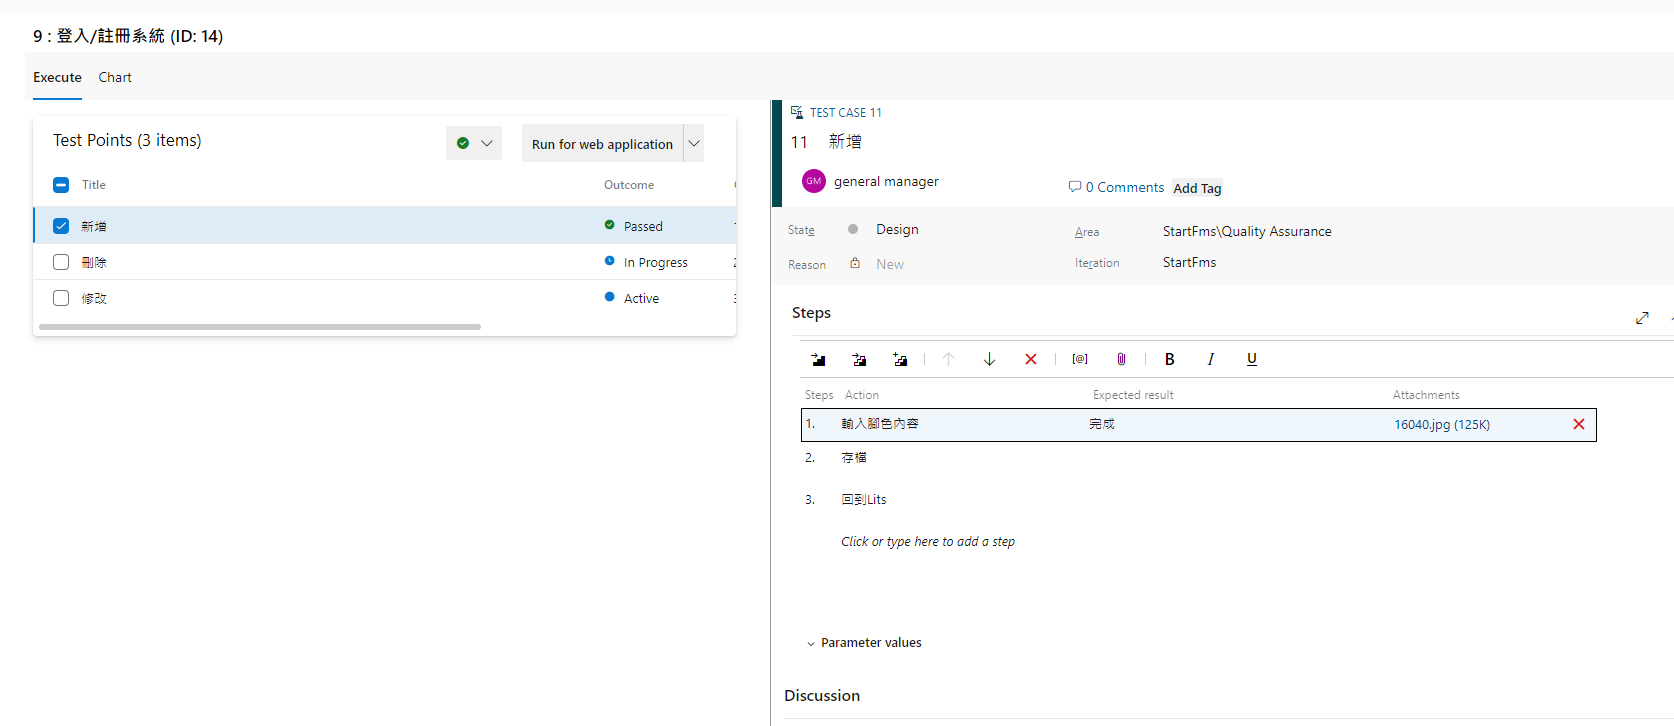 9 : 登入/註冊系統 (ID: 14)
Execute Chart
Test Points (3 items)
Run for web application
Title Outcome
新增 Passed
刪除 In Progress
修改 Active
TEST CASE 11
11 新增
GM general manager
0 Comments Add Tag
State Design
Area StartFms\Quality Assurance
Reason New
Iteration StartFms
Steps
[@] B I U
Steps Action Expected result Attachments
1. 輸入腳色內容 完成 16040.jpg (125K)
2. 存檔
3. 回到Lits
Click or type here to add a step
Parameter values
Discussion